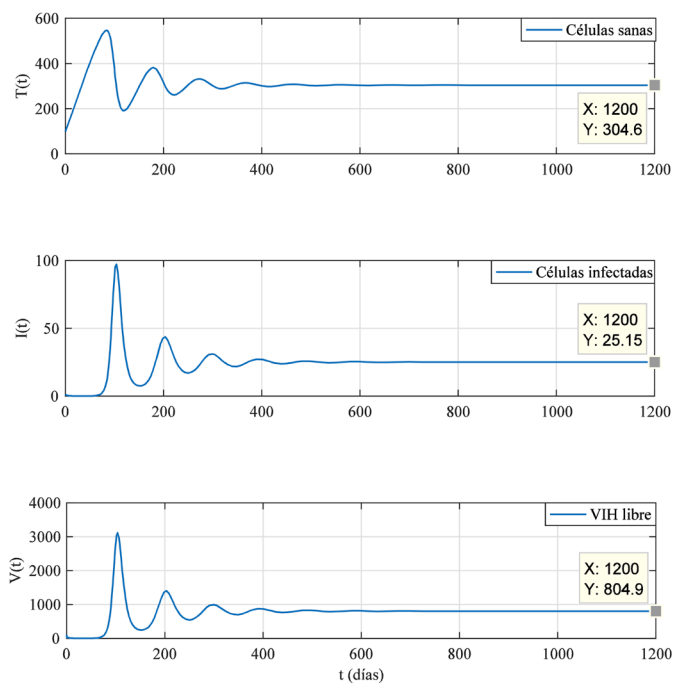 600
400
200
0
T(t)
Células sanas
X: 1200
Y: 304.6
0 200 400 600 800 1000 1200
100
50
0
I(t)
Células infectadas
X: 1200
Y: 25.15
0 200 400 600 800 1000 1200
4000
3000
2000
1000
0
V(t)
VIH libre
X: 1200
Y: 804.9
0 200 400 600 800 1000 1200
t (días)